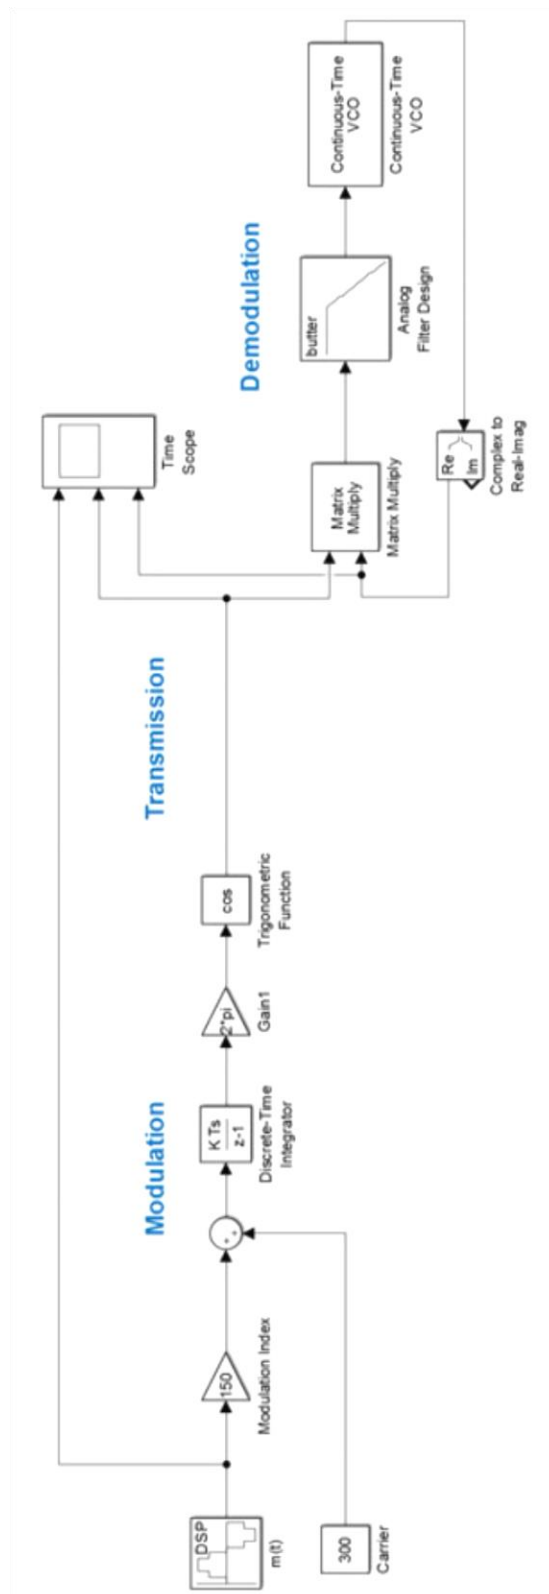 Modulation
Transmission
Demodulation
DSP
m(t)
300
Carrier
150
Modulation Index
+
+
K Ts
z-1
Discrete-Time
Integrator
2*pi
Gain1
cos
Trigonometric
Function
Time
Scope
Matrix
Multiply
Matrix Multiply
butter
Analog
Filter Design
Continuous-Time
VCO
Continuous-Time
VCO
Re
Im
Complex to
Real-Imag